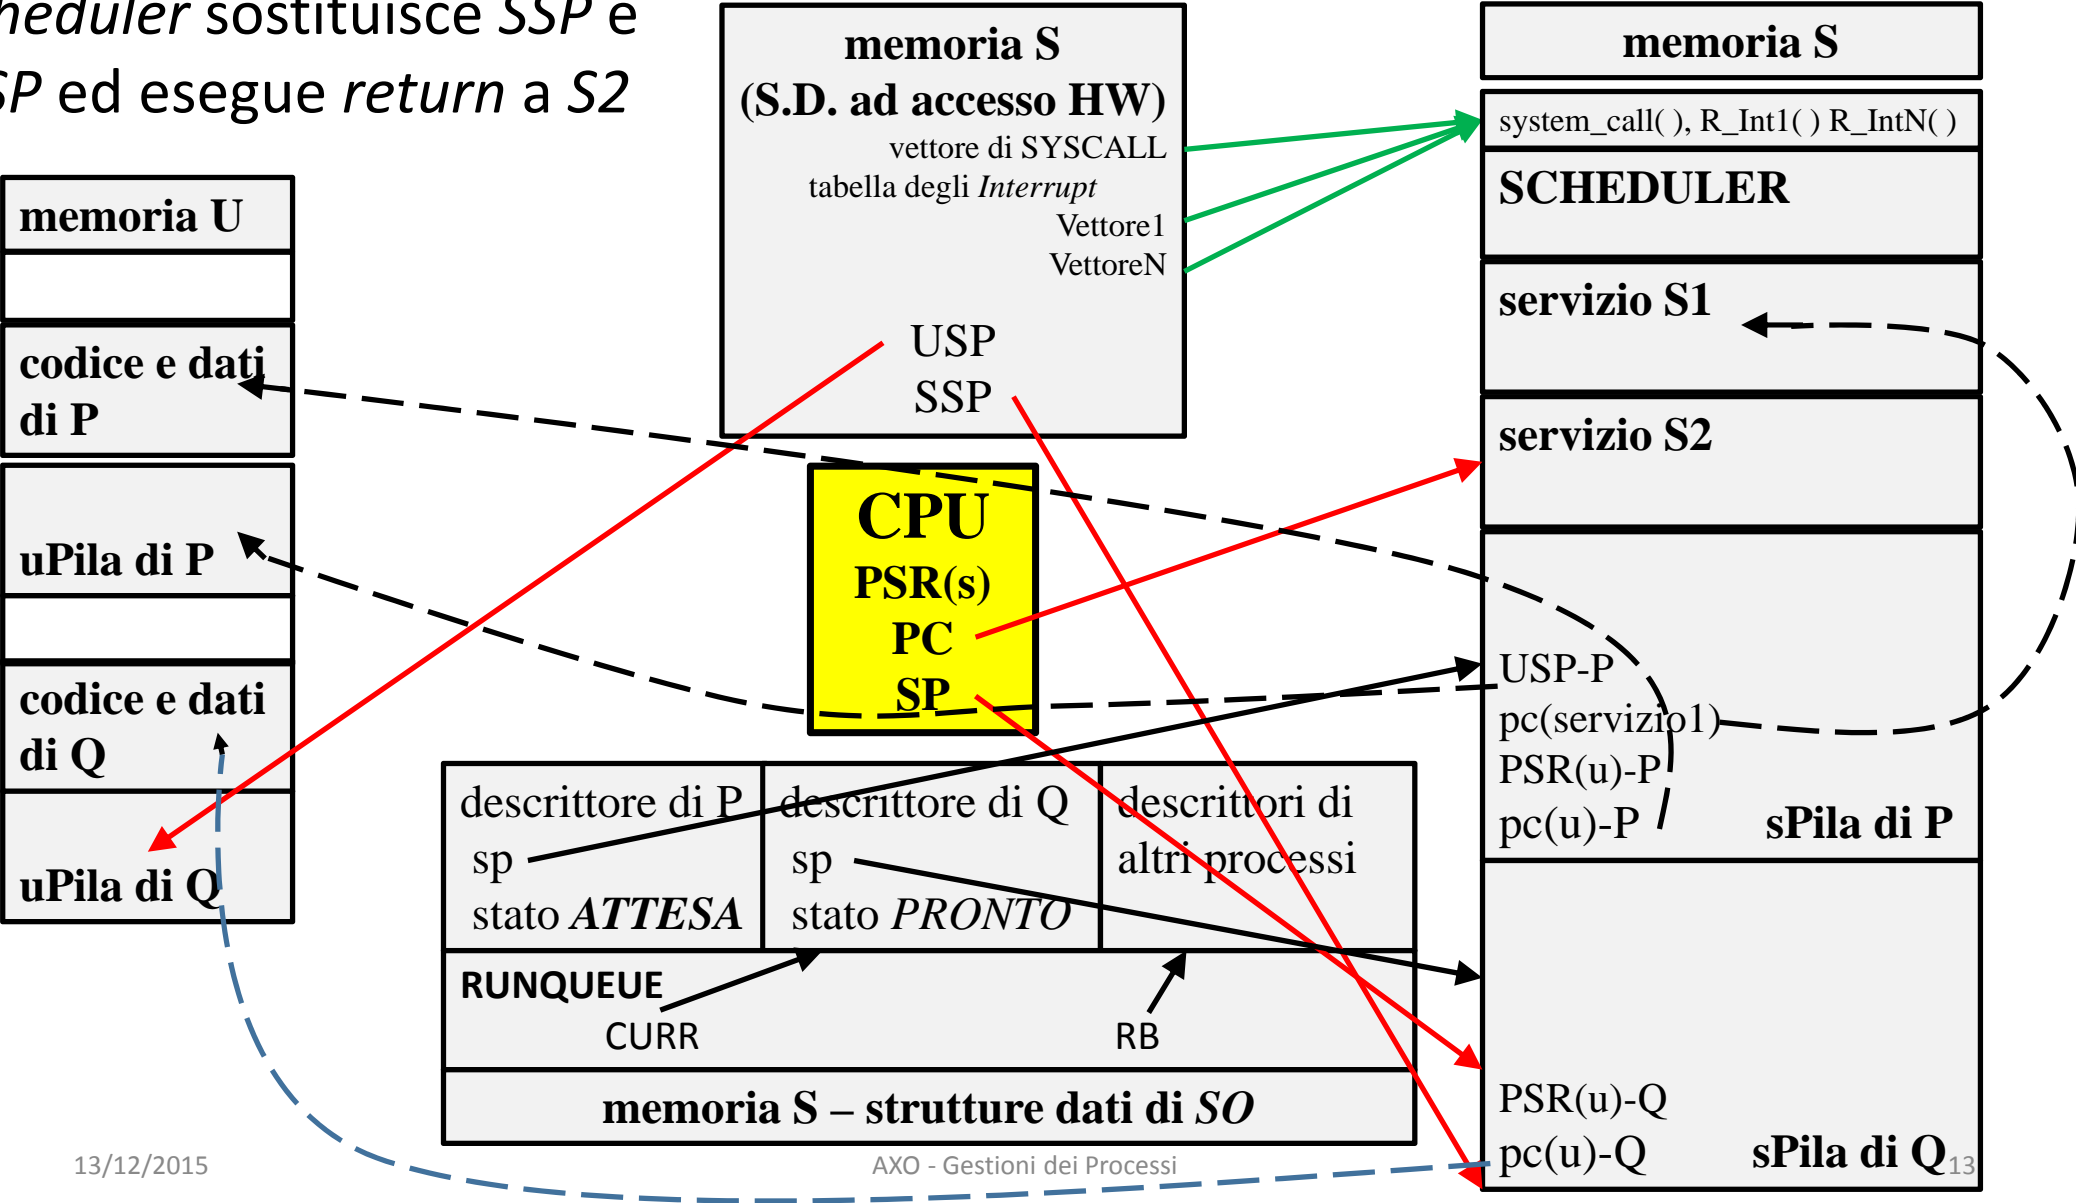 heduler sostituisce SSP e
SP ed esegue return a S2
memoria U
codice e dati
di P
uPila di P
codice e dati
di Q
uPila di Q
memoria S
(S.D. ad accesso HW)
vettore di SYSCALL
tabella degli Interrupt
Vettore1
VettoreN
USP
SSP
CPU
PSR(s)
PC
SP
descrittore di P
sp
stato ATTESA
descrittore di Q
sp
stato PRONTO
descrittori di
altri processi
RUNQUEUE
CURR
RB
memoria S – strutture dati di SO
memoria S
system_call( ), R_Int1( ) R_IntN( )
SCHEDULER
servizio S1
servizio S2
USP-P
pc(servizio1)
PSR(u)-P
pc(u)-P
sPila di P
PSR(u)-Q
pc(u)-Q
sPila di Q
13/12/2015
AXO - Gestioni dei Processi
13